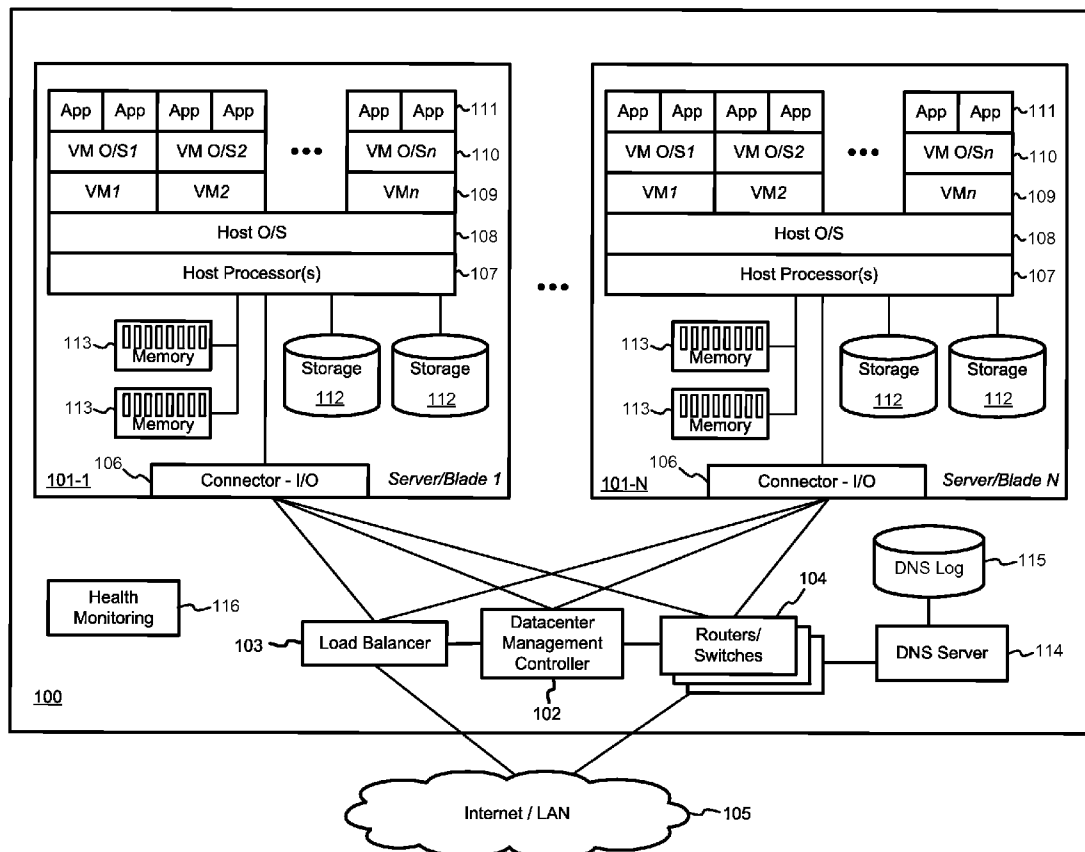 App App App App App App 111
VM O/S1 VM O/S2 ••• VM O/Sn 110
VM1 VM2 VMn 109
Host O/S 108
Host Processor(s) 107
113 Memory
Storage 112
Storage 112
113 Memory
106 Connector - I/O
101-1 Server/Blade 1
•••
App App App App App App 111
VM O/S1 VM O/S2 ••• VM O/Sn 110
VM1 VM2 VMn 109
Host O/S 108
Host Processor(s) 107
113 Memory
Storage 112
Storage 112
113 Memory
106 Connector - I/O
101-N Server/Blade N
DNS Log 115
Health
Monitoring 116
103 Load Balancer
Datacenter
Management
Controller
102
104
Routers/
Switches
DNS Server 114
100
Internet / LAN 105